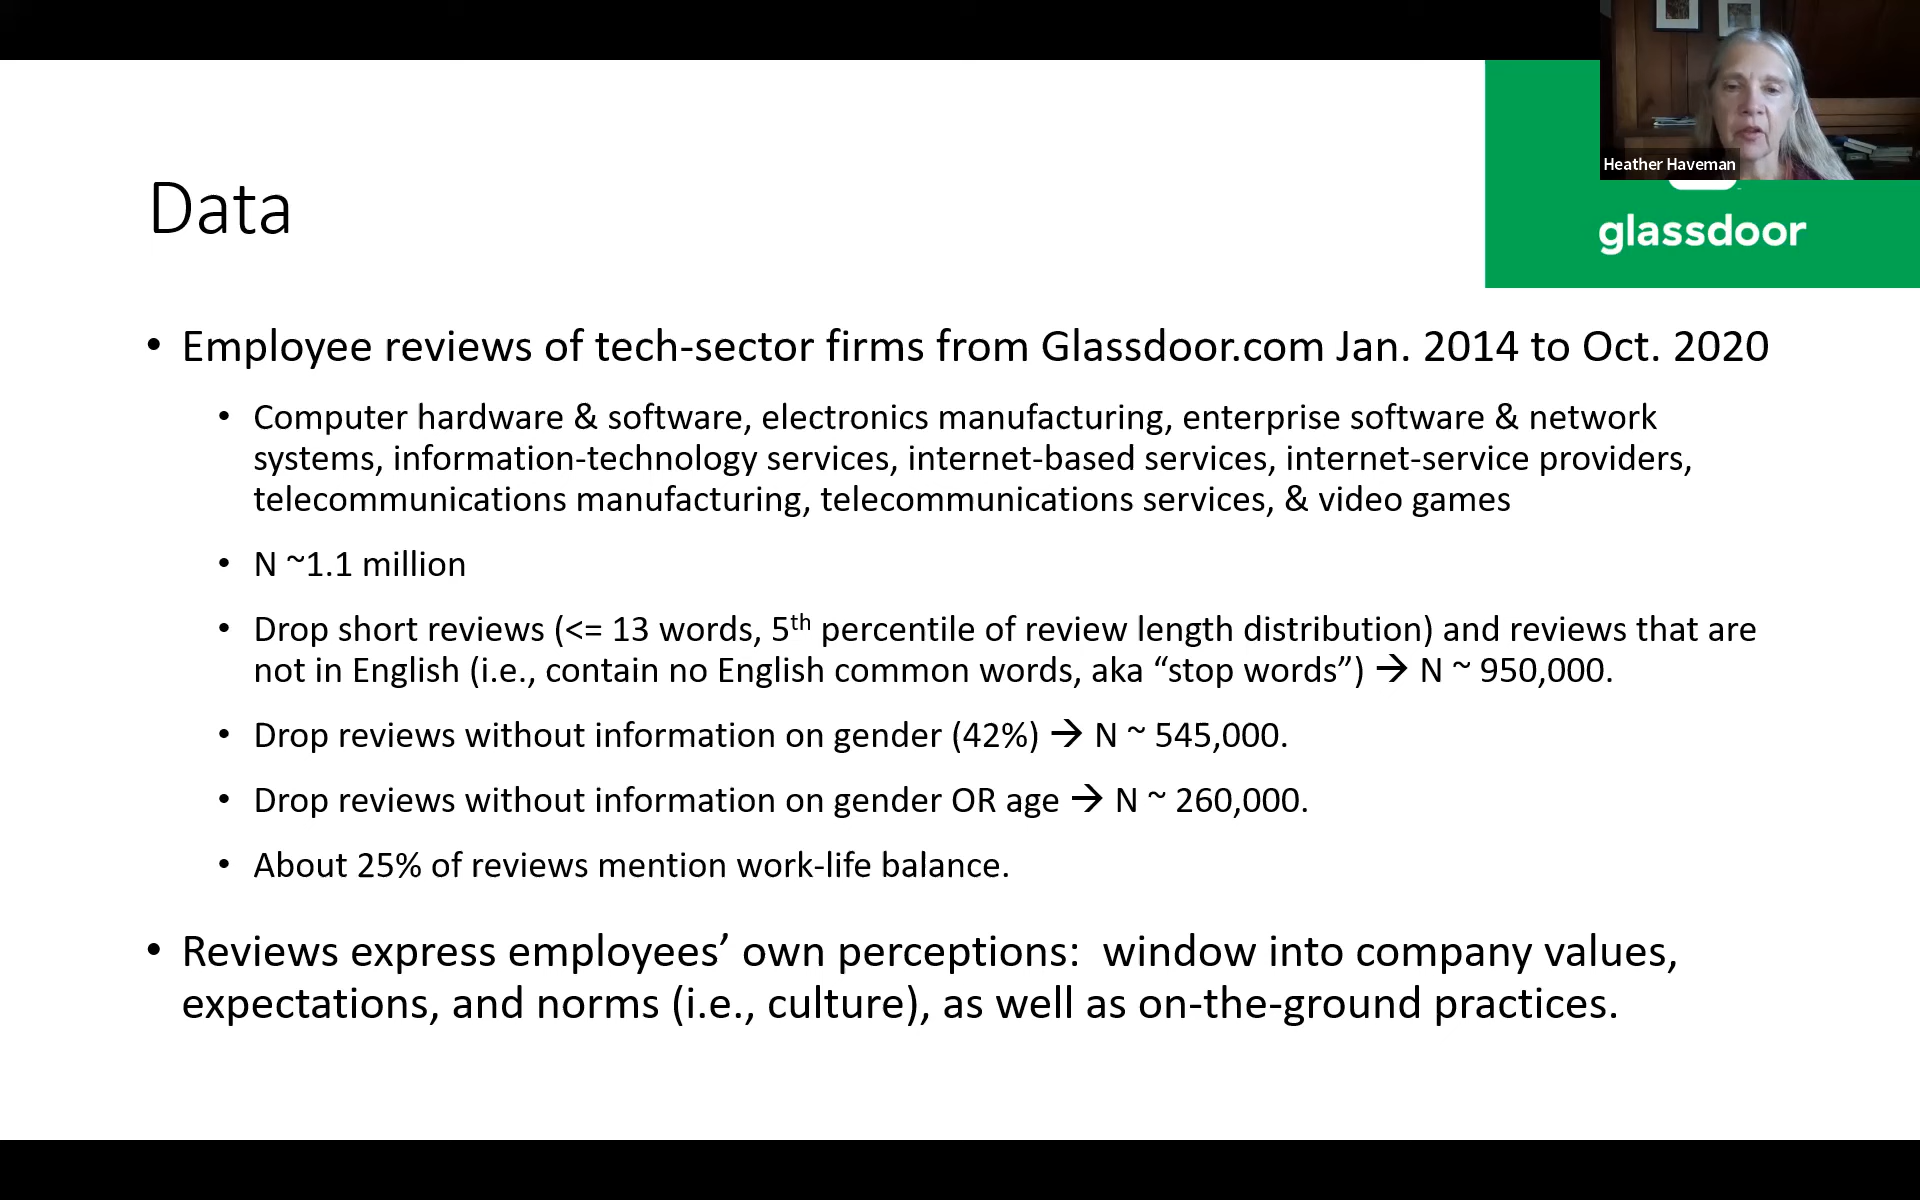 Heather Haveman
glassdoor
Data
• Employee reviews of tech-sector firms from Glassdoor.com Jan. 2014 to Oct. 2020
• Computer hardware & software, electronics manufacturing, enterprise software & network
systems, information-technology services, internet-based services, internet-service providers,
telecommunications manufacturing, telecommunications services, & video games
• N ~1.1 million
• Drop short reviews (<= 13 words, 5th percentile of review length distribution) and reviews that are
not in English (i.e., contain no English common words, aka “stop words”) → N ~ 950,000.
• Drop reviews without information on gender (42%) → N ~ 545,000.
• Drop reviews without information on gender OR age → N ~ 260,000.
• About 25% of reviews mention work-life balance.
• Reviews express employees’ own perceptions:  window into company values,
expectations, and norms (i.e., culture), as well as on-the-ground practices.